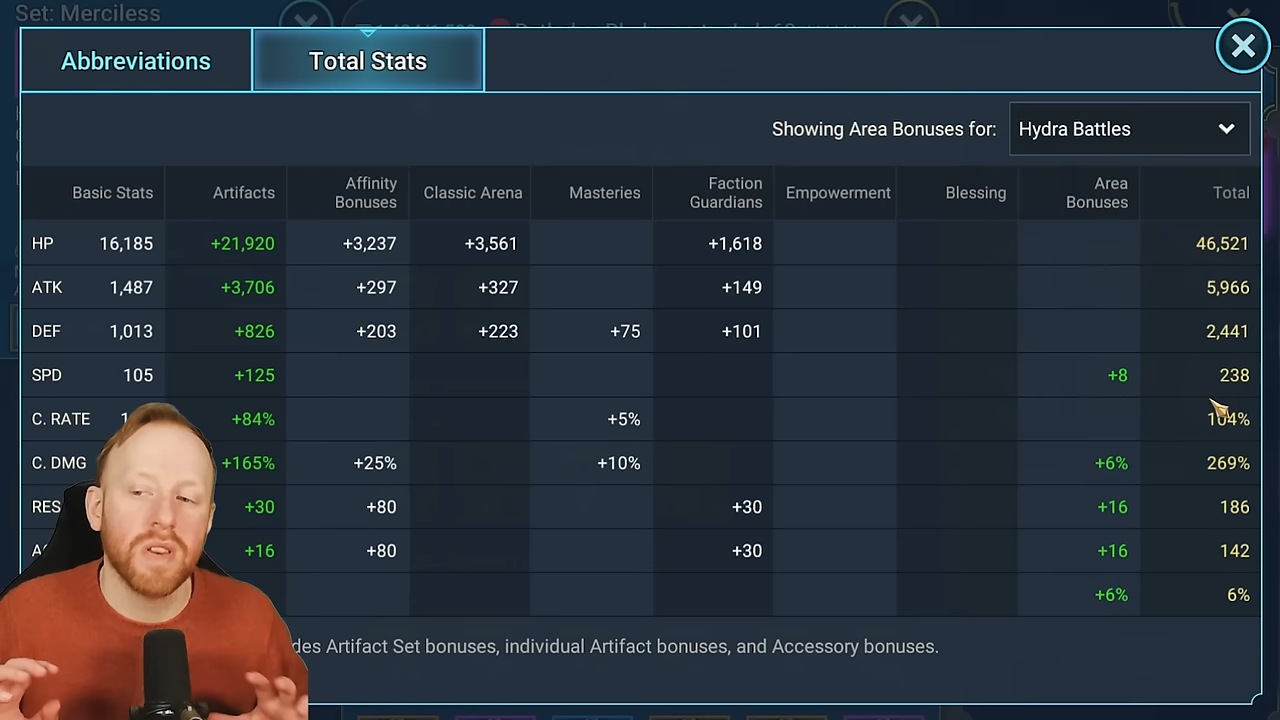 Set: Merciless
Abbreviations
Total Stats
Showing Area Bonuses for: Hydra Battles
Basic Stats Artifacts Affinity Bonuses Classic Arena Masteries Faction Guardians Empowerment Blessing Area Bonuses Total
HP 16,185 +21,920 +3,237 +3,561 +1,618 46,521
ATK 1,487 +3,706 +297 +327 +149 5,966
DEF 1,013 +826 +203 +223 +75 +101 2,441
SPD 105 +125 +8 238
C. RATE +84% +5% 104%
C. DMG +165% +25% +10% +6% 269%
RES +30 +80 +30 +16 186
+16 +80 +30 +16 142
+6% 6%
Artifact Set bonuses, individual Artifact bonuses, and Accessory bonuses.